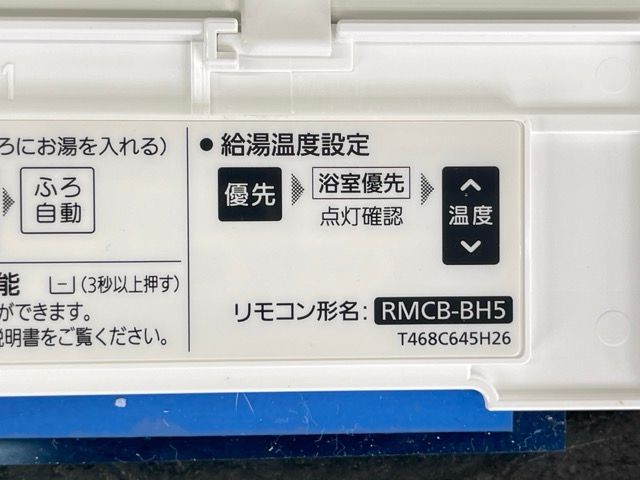 ろにお湯を入れる)
ふろ
自動
能 (3秒以上押す)
ができます。
説明書をご覧ください。
● 給湯温度設定
優先 浴室優先 温度
点灯確認
リモコン形名: RMCB-BH5
T468C645H26